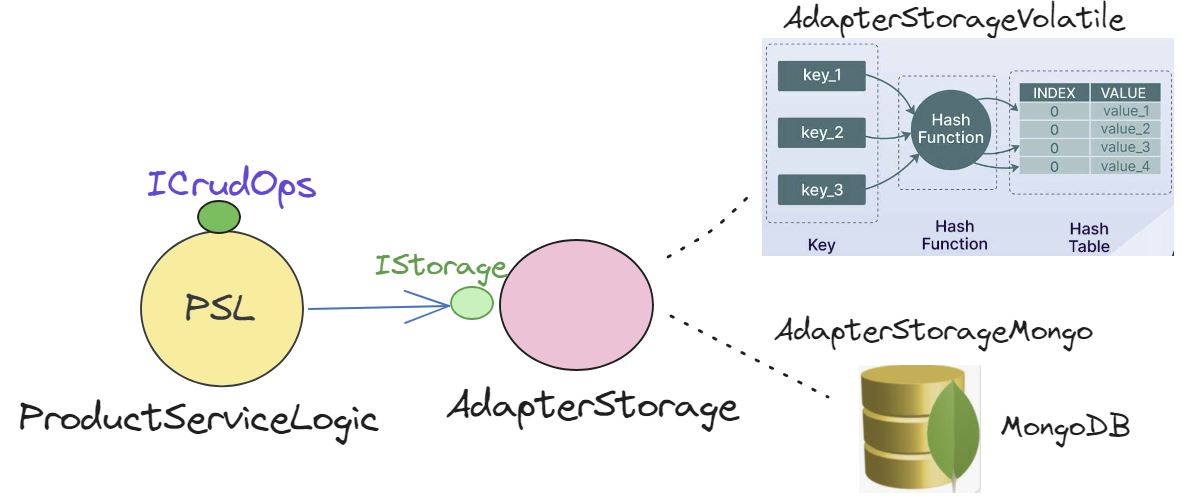 AdapterStorageVolatile
key_1
key_2
key_3
Hash
Function
INDEX VALUE
0 value_1
0 value_2
0 value_3
0 value_4
Key
Hash
Function
Hash
Table
ICrudOps
PSL
ProductServiceLogic
IStorage
AdapterStorage
AdapterStorageMongo
MongoDB